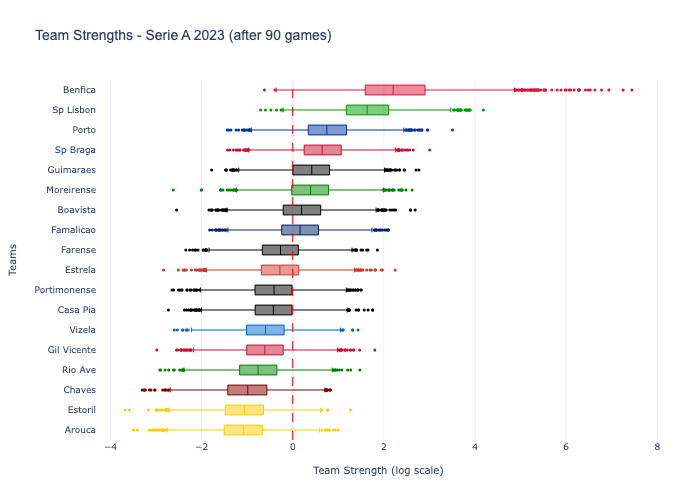 Team Strengths - Serie A 2023 (after 90 games)
Teams
Benfica
Sp Lisbon
Porto
Sp Braga
Guimaraes
Moreirense
Boavista
Famalicao
Farense
Estrela
Portimonense
Casa Pia
Vizela
Gil Vicente
Rio Ave
Chaves
Estoril
Arouca
−4 −2 0 2 4 6 8
Team Strength (log scale)